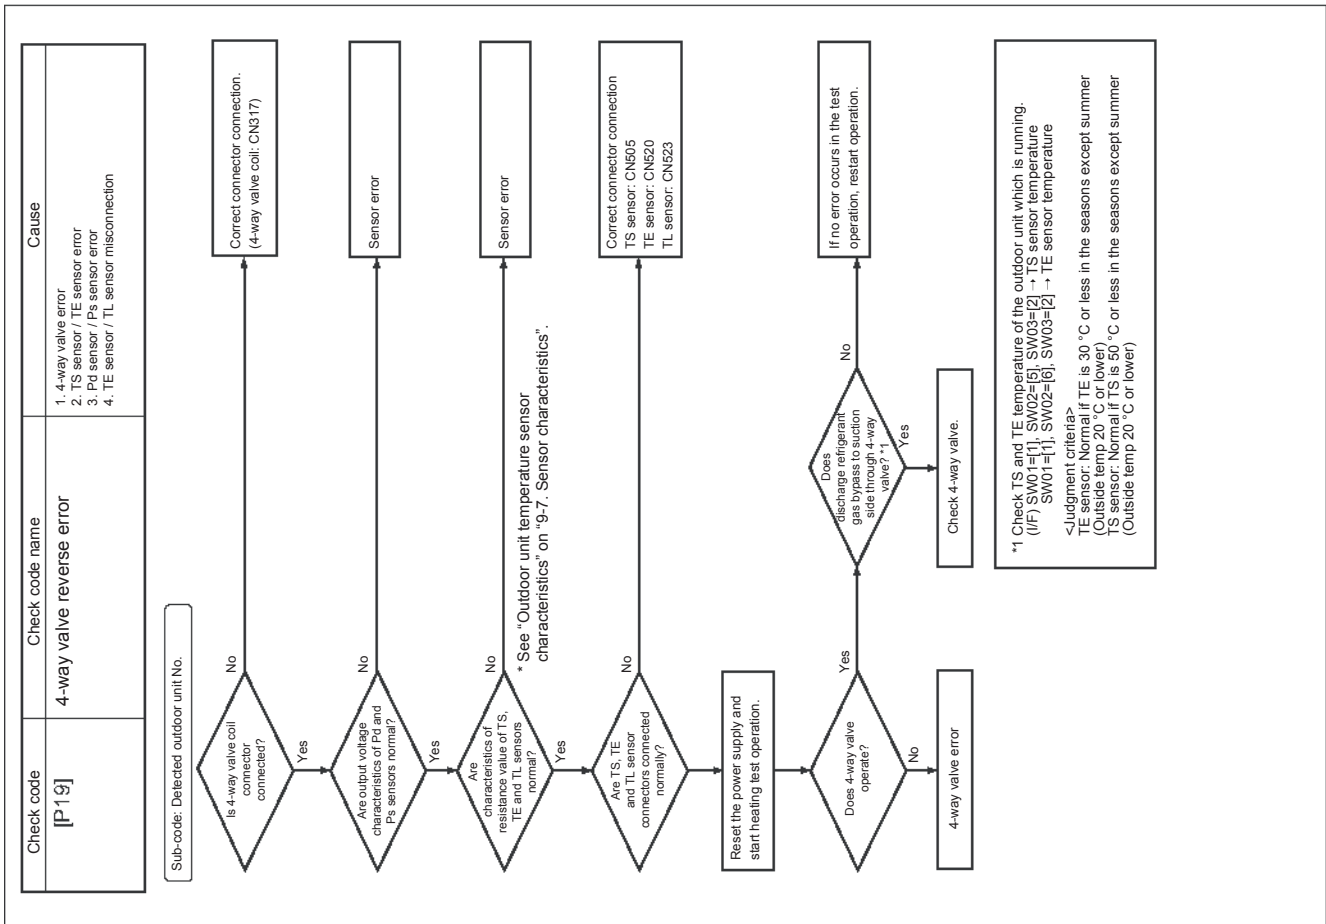 Check code
Check code name
Cause
[P19]
4-way valve reverse error
1. 4-way valve error
2. TS sensor / TE sensor error
3. Pd sensor / Ps sensor error
4. TE sensor / TL sensor misconnection
Sub-code: Detected outdoor unit No.
Is 4-way valve coil
connector
connected?
No
Correct connector connection.
(4-way valve coil: CN317)
Yes
Are output voltage
characteristics of Pd and
Ps sensors normal?
No
Sensor error
Yes
Are
characteristics of
resistance value of TS,
TE and TL sensors
normal?
No
Sensor error
* See “Outdoor unit temperature sensor
characteristics” on “9-7. Sensor characteristics”.
Yes
Are TS, TE
and TL sensor
connectors connected
normally?
No
Correct connector connection
TS sensor: CN505
TE sensor: CN520
TL sensor: CN523
Reset the power supply and
start heating test operation.
Does 4-way valve
operate?
Yes
Does
discharge refrigerant
gas bypass to suction
side through 4-way
valve? *1
No
If no error occurs in the test
operation, restart operation.
No
Yes
4-way valve error
Check 4-way valve.
*1 Check TS and TE temperature of the outdoor unit which is running.
(I/F) SW01=[1], SW02=[5], SW03=[2] → TS sensor temperature
SW01=[1], SW02=[6], SW03=[2] → TE sensor temperature
<Judgment criteria>
TE sensor: Normal if TE is 30 °C or less in the seasons except summer
(Outside temp 20 °C or lower)
TS sensor: Normal if TS is 50 °C or less in the seasons except summer
(Outside temp 20 °C or lower)